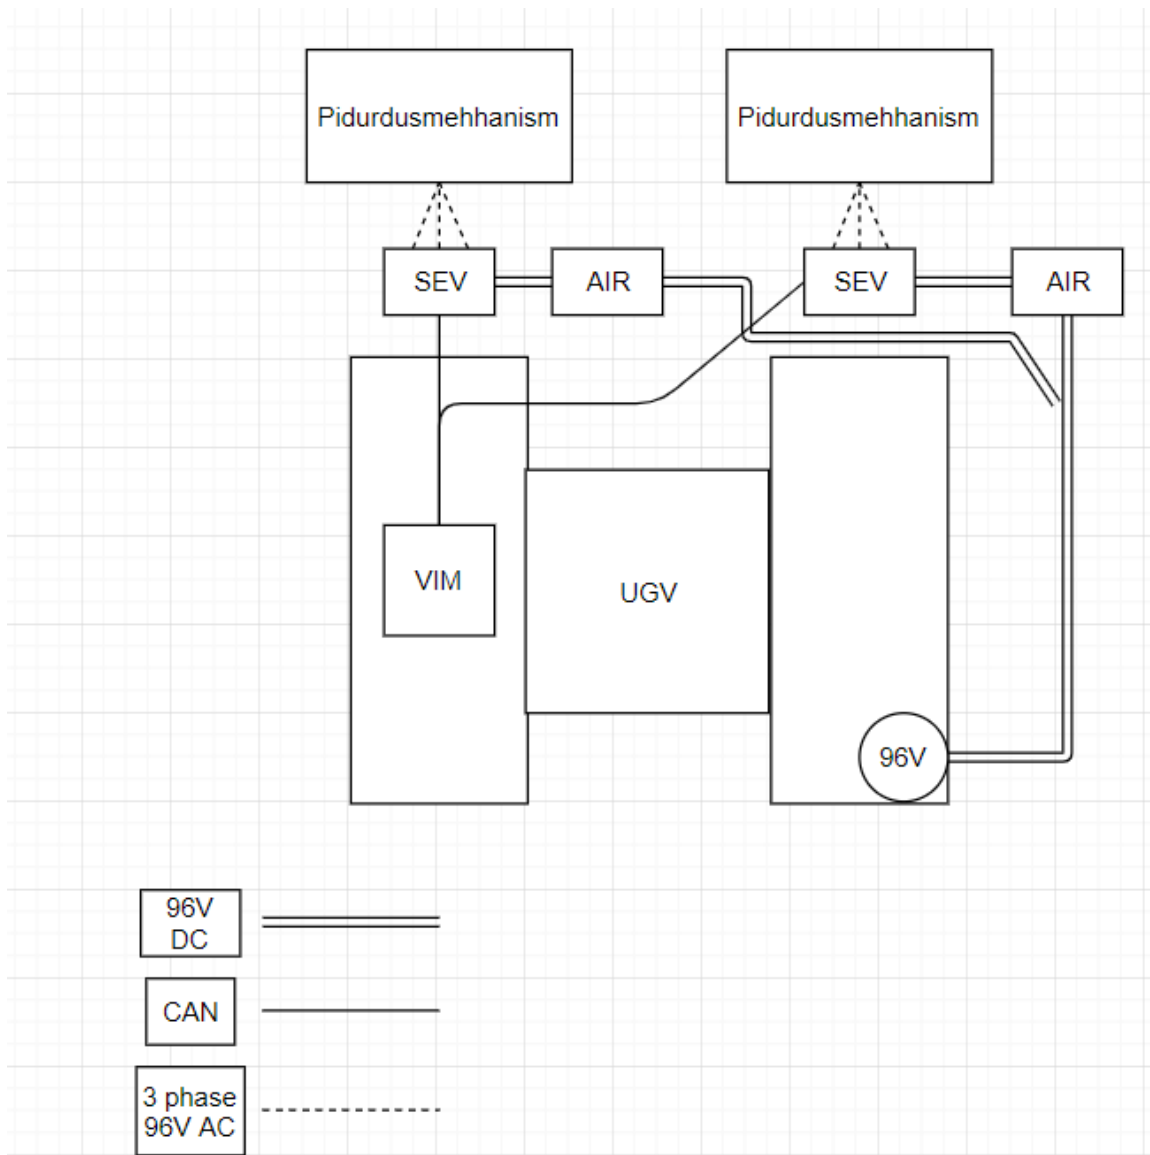 Pidurdusmehhanism
Pidurdusmehhanism
SEV
AIR
SEV
AIR
VIM
UGV
96V
96V
DC
CAN
3 phase
96V AC